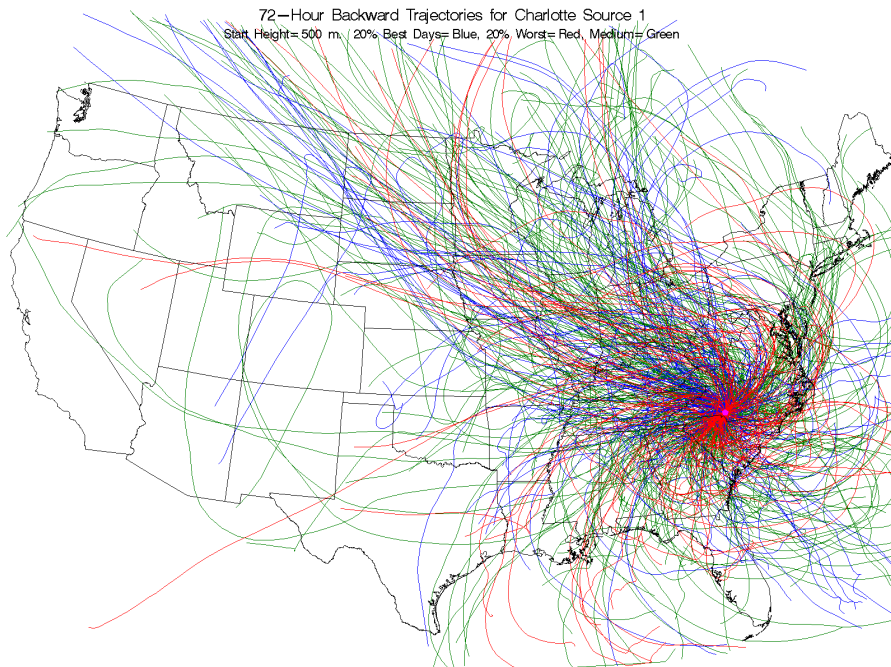 72-Hour Backward Trajectories for Charlotte Source 1
Start Height= 500 m. 20% Best Days= Blue, 20% Worst= Red, Medium= Green